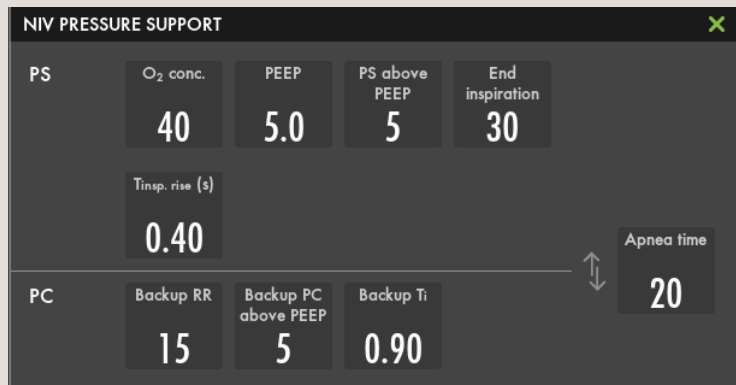 NIV PRESSURE SUPPORT
PS
O₂ conc.
40
PEEP
5.0
PS above
PEEP
5
End
inspiration
30
Tinsp. rise (s)
0.40
Apnea time
20
PC
Backup RR
15
Backup PC
above PEEP
5
Backup Ti
0.90